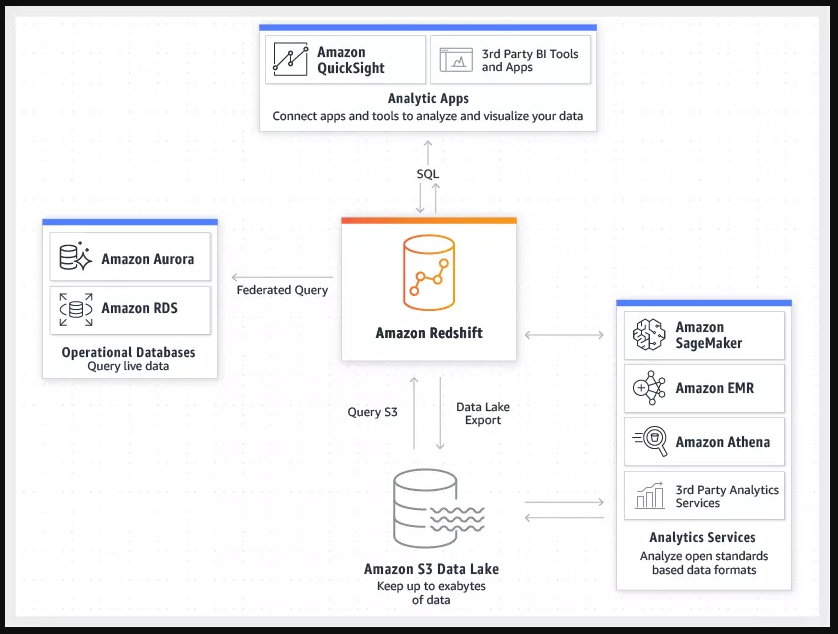 Amazon
QuickSight
3rd Party BI Tools
and Apps
Analytic Apps
Connect apps and tools to analyze and visualize your data
SQL
Amazon Aurora
Amazon RDS
Operational Databases
Query live data
Federated Query
Amazon Redshift
Query S3
Data Lake
Export
Amazon S3 Data Lake
Keep up to exabytes
of data
Amazon
SageMaker
Amazon EMR
Amazon Athena
3rd Party Analytics
Services
Analytics Services
Analyze open standards
based data formats